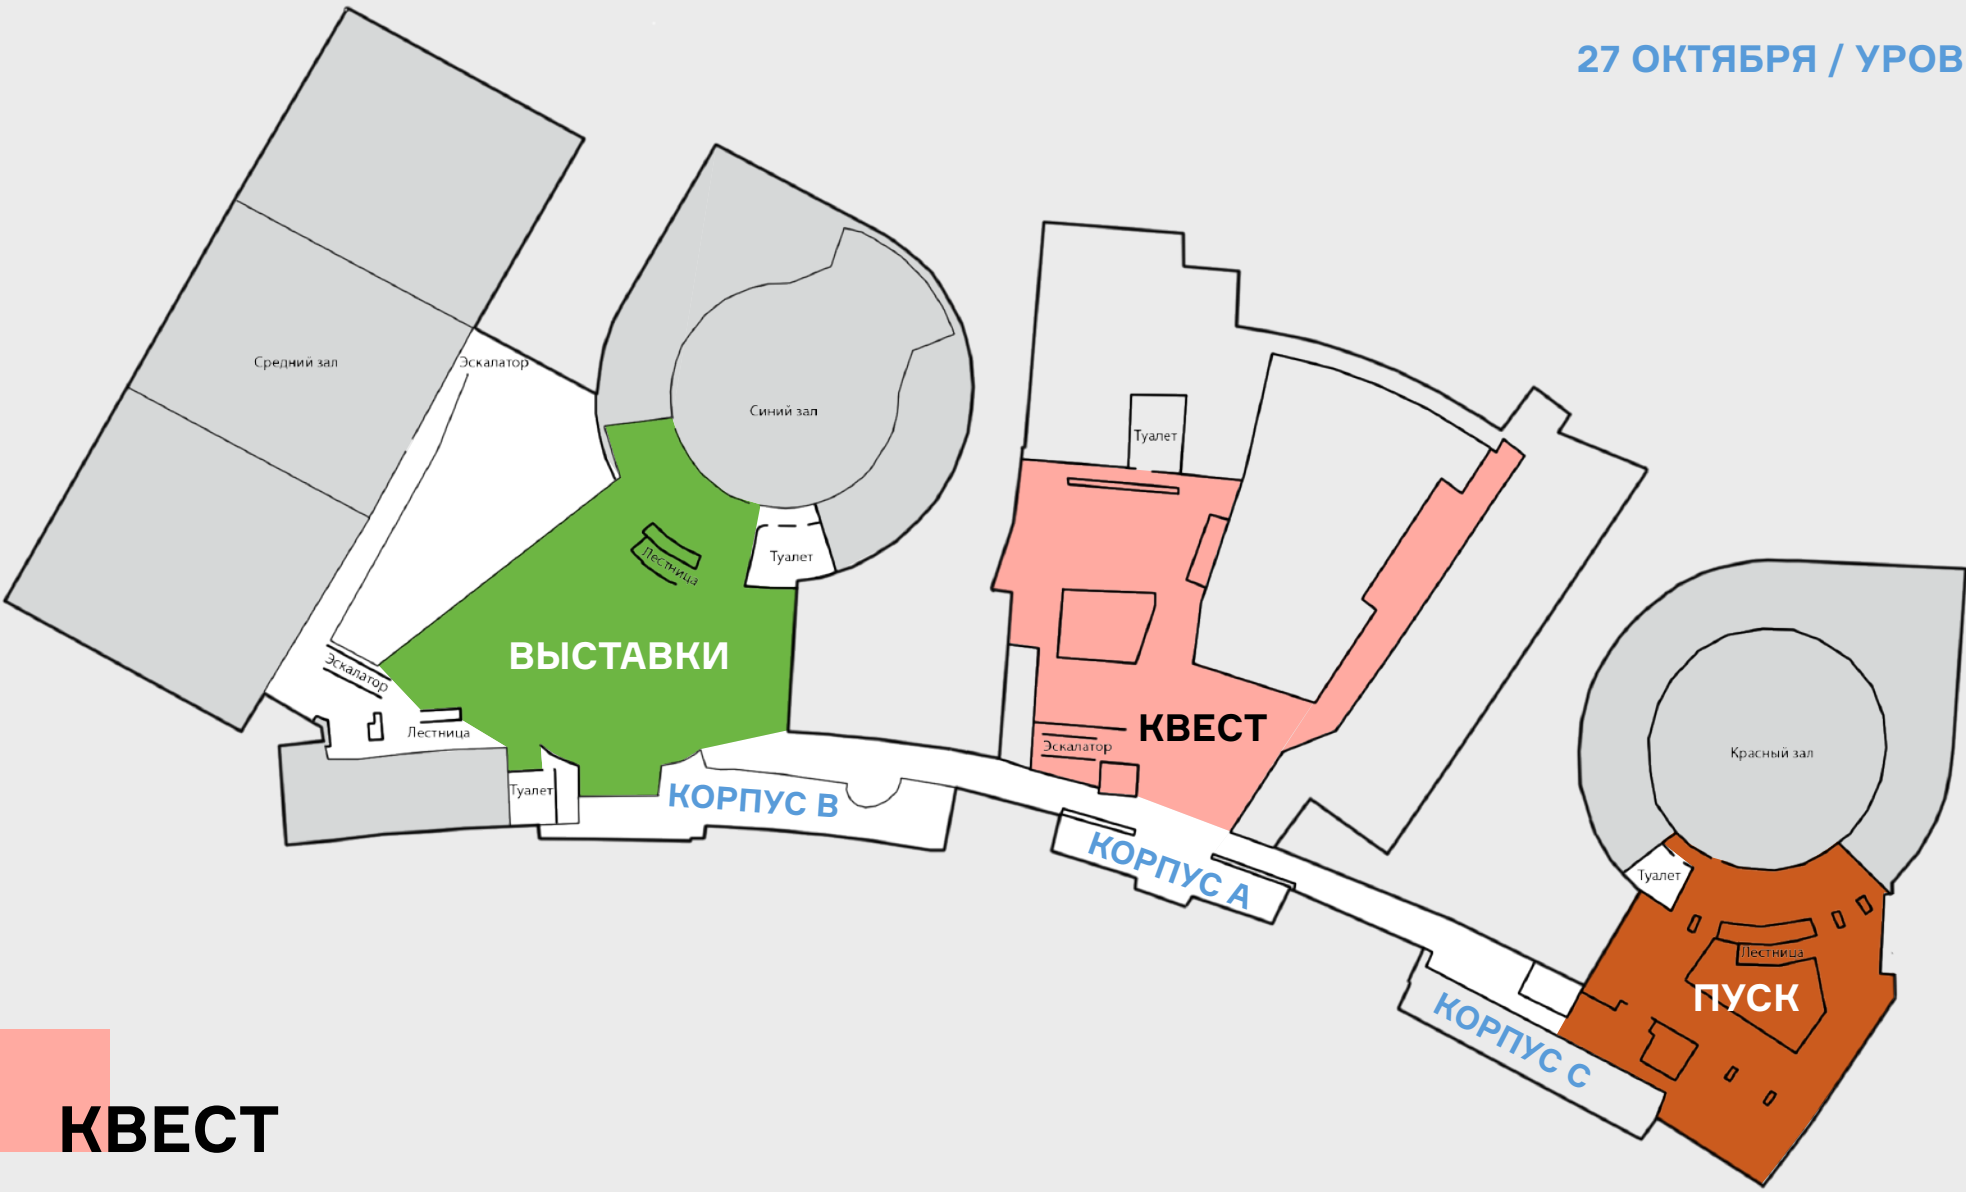 27 ОКТЯБРЯ / УРОВ
Средний зал
Эскалатор
Синий зал
Туалет
Лестница
Туалет
ВЫСТАВКИ
Эскалатор
Лестница
Туалет
КОРПУС B
КВЕСТ
Эскалатор
КОРПУС A
Красный зал
Туалет
Лестница
ПУСК
КОРПУС C
КВЕСТ